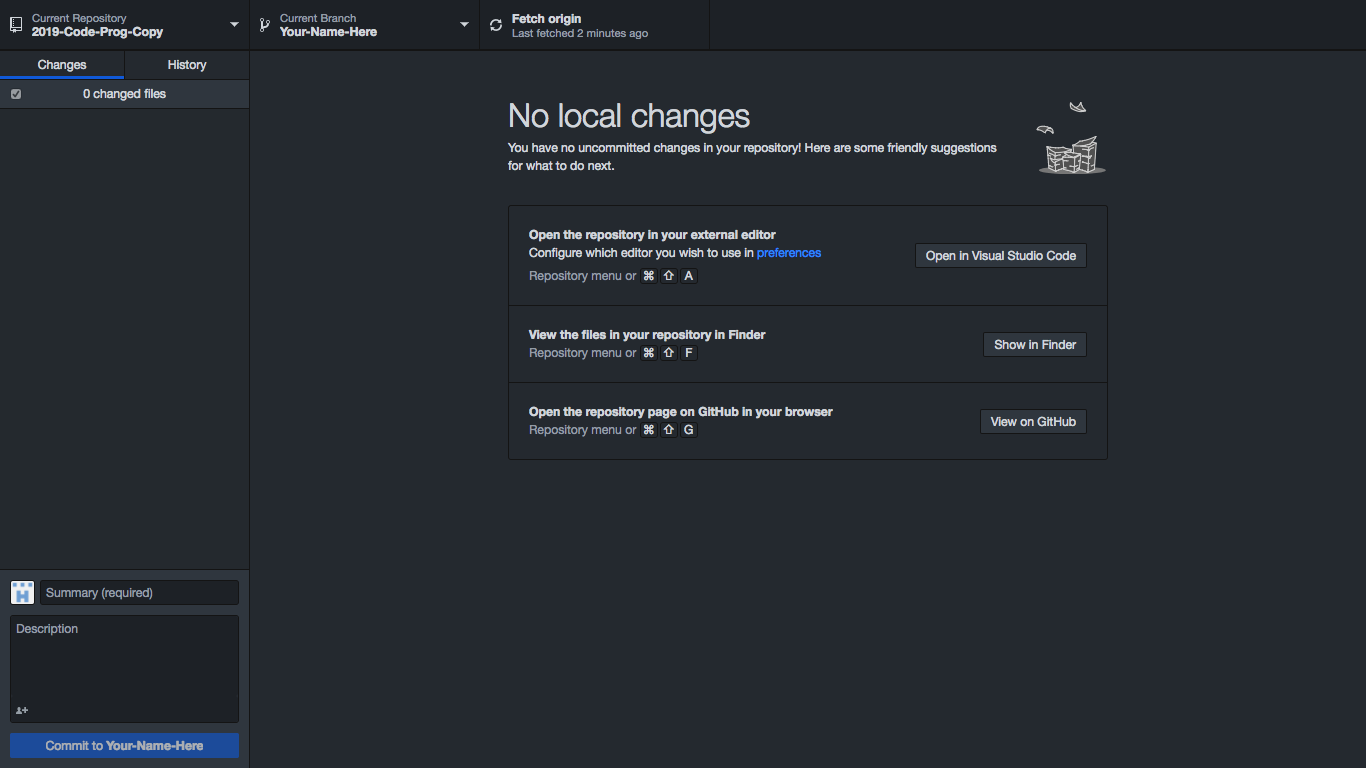 Current Repository
2019-Code-Prog-Copy
Current Branch
Your-Name-Here
Fetch origin
Last fetched 2 minutes ago
Changes
History
0 changed files
No local changes
You have no uncommitted changes in your repository! Here are some friendly suggestions
for what to do next.
Open the repository in your external editor
Configure which editor you wish to use in preferences
Repository menu or ⌘ ⇧ A
Open in Visual Studio Code
View the files in your repository in Finder
Repository menu or ⌘ ⇧ F
Show in Finder
Open the repository page on GitHub in your browser
Repository menu or ⌘ ⇧ G
View on GitHub
Summary (required)
Description
Commit to Your-Name-Here